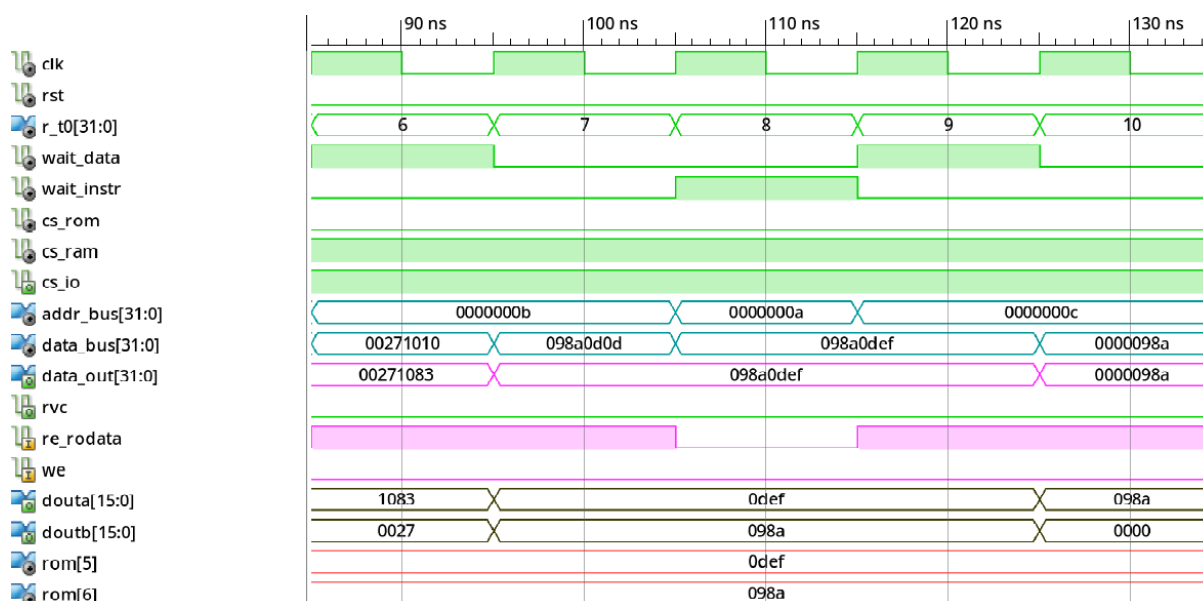 90 ns 100 ns 110 ns 120 ns 130 ns
clk
rst
r_t0[31:0] 6 7 8 9 10
wait_data
wait_instr
cs_rom
cs_ram
cs_io
addr_bus[31:0] 0000000b 0000000a 0000000c
data_bus[31:0] 00271010 098a0d0d 098a0def 0000098a
data_out[31:0] 00271083 098a0def 0000098a
rvc
re_rodata
we
douta[15:0] 1083 0def 098a
doutb[15:0] 0027 098a 0000
rom[5] 0def
rom[6] 098a